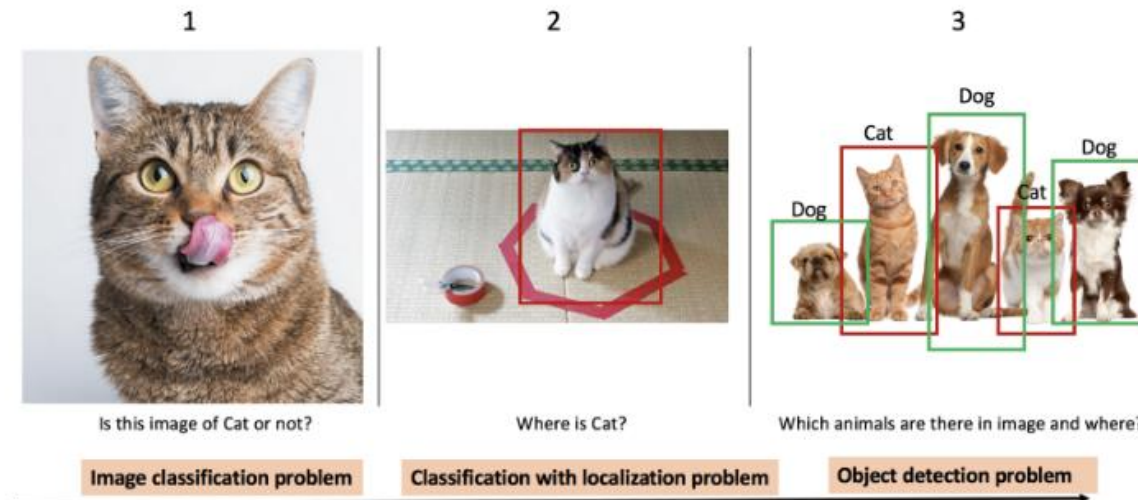 1
2
3
Dog
Cat
Dog
Cat
Dog
Is this image of Cat or not?
Where is Cat?
Which animals are there in image and where?
Image classification problem
Classification with localization problem
Object detection problem